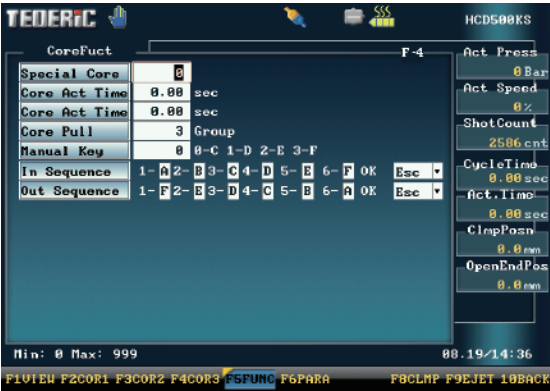 TEDERIC
HCD500KS
CoreFuct
F-4
Special Core 0
Core Act Time 0.00 sec
Core Act Time 0.00 sec
Core Pull 3 Group
Manual Key 0 0-C 1-D 2-E 3-F
In Sequence 1- A 2- B 3- C 4- D 5- E 6- F OK Esc
Out Sequence 1- F 2- E 3- D 4- C 5- B 6- A OK Esc
Act Press
0 Bar
Act Speed
0 %
ShotCount
2586 cnt
CycleTime
0.00 sec
Act.Time
0.00 sec
ClmpPosn
0.0 mm
OpenEndPos
0.0 mm
Min: 0 Max: 999
08.19/14:36
F1VIEW F2COR1 F3COR2 F4COR3 F5FUNC F6PARA F8CLMP F9EJET 10BACK